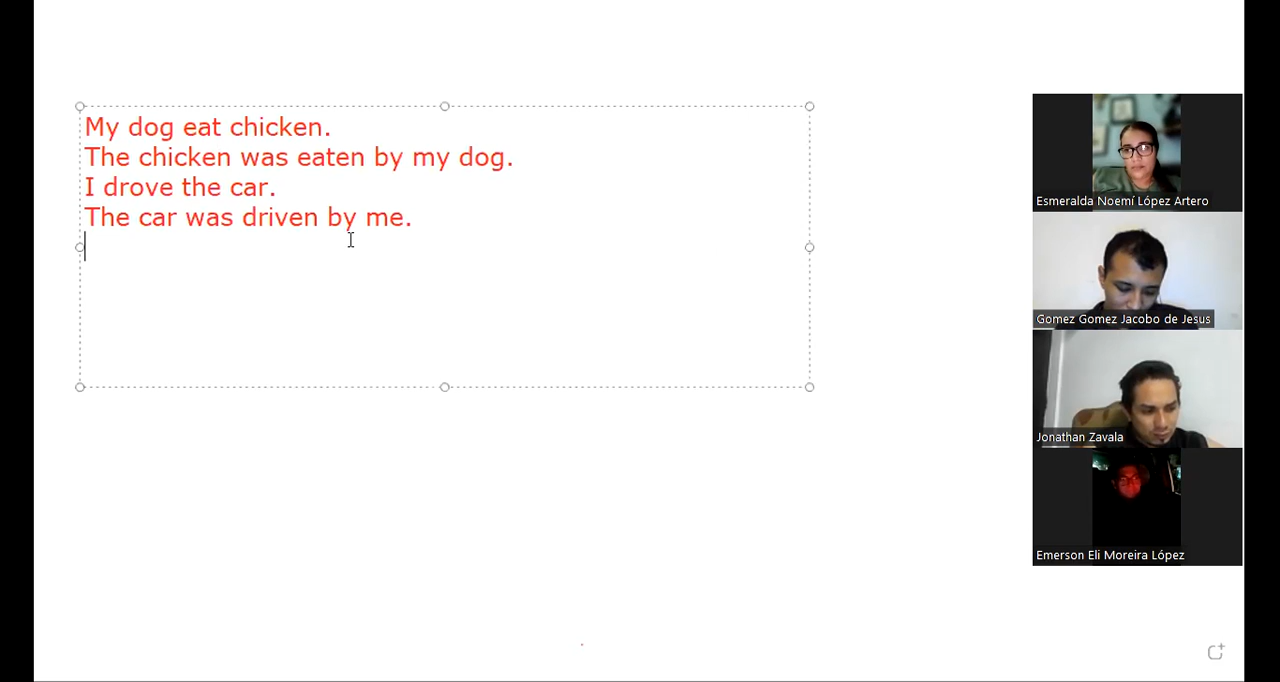 My dog eat chicken.
The chicken was eaten by my dog.
I drove the car.
The car was driven by me.
Esmeralda Noemí López Artero
Gomez Gomez Jacobo de Jesus
Jonathan Zavala
Emerson Eli Moreira López